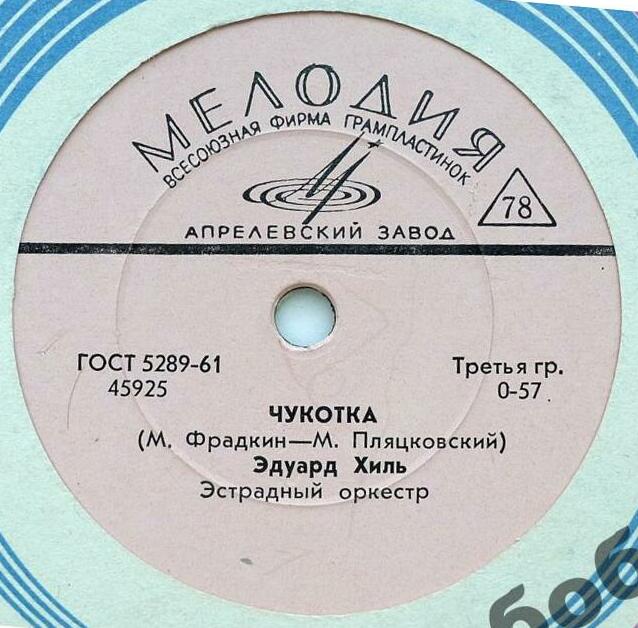 МЕЛОДИЯ
ВСЕСОЮЗНАЯ ФИРМА ГРАМПЛАСТИНОК
78
АПРЕЛЕВСКИЙ ЗАВОД
ГОСТ 5289-61
Третья гр.
45925
0-57
ЧУКОТКА
(М. Фрадкин—М. Пляцковский)
Эдуард Хиль
Эстрадный оркестр